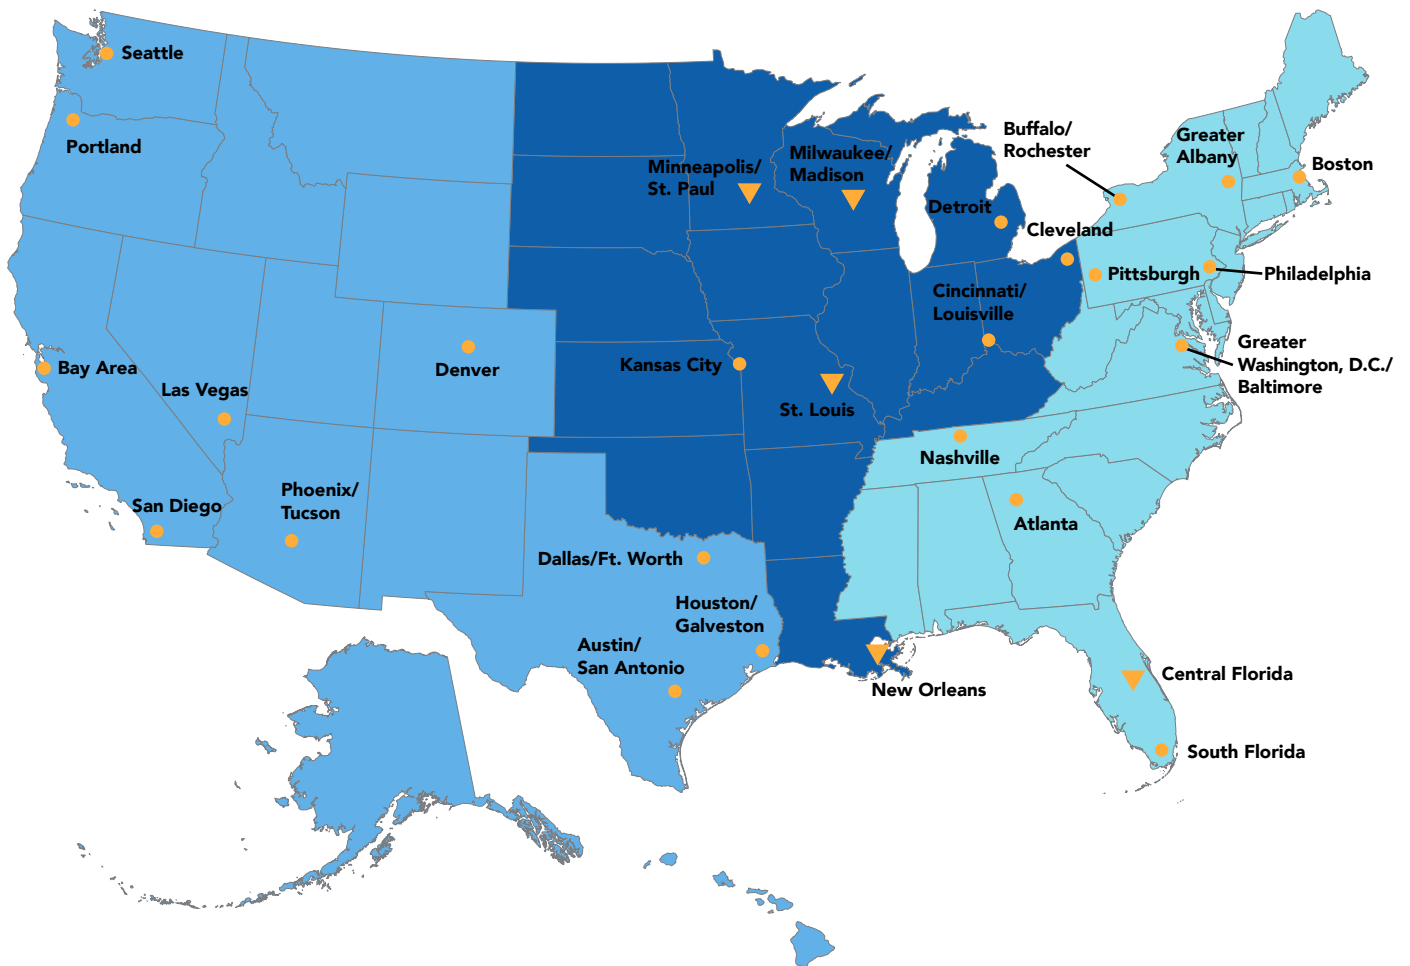 Seattle
Portland
Buffalo/
Rochester
Greater
Albany
Boston
Minneapolis/
St. Paul
Milwaukee/
Madison
Detroit
Cleveland
Pittsburgh
Philadelphia
Cincinnati/
Louisville
Greater
Washington, D.C./
Baltimore
Bay Area
Las Vegas
Denver
Kansas City
St. Louis
Nashville
San Diego
Phoenix/
Tucson
Atlanta
Dallas/Ft. Worth
Houston/
Galveston
Austin/
San Antonio
New Orleans
Central Florida
South Florida